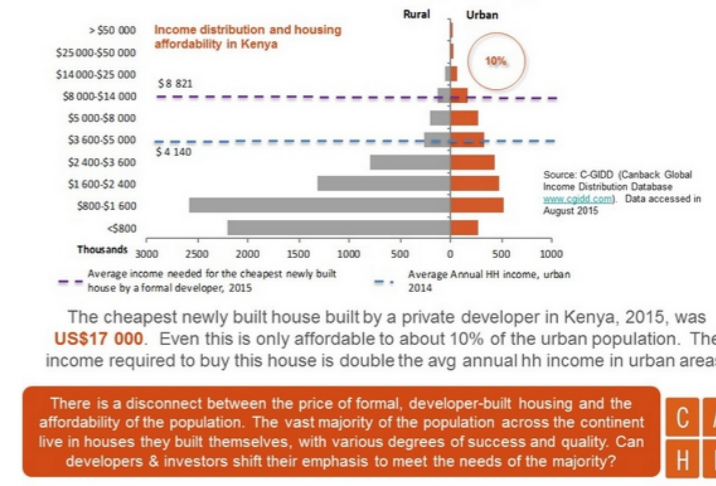 Rural Urban
> $50 000
Income distribution and housing
affordability in Kenya
$25 000-$50 000
$14 000-$25 000
10%
$8 821
$8 000-$14 000
$5 000-$8 000
$3 600-$5 000
$ 4 140
$2 400-$3 600
$1 600-$2 400
$800-$1 600
<$800
Source: C-GIDD (Canback Global
Income Distribution Database
www.cgidd.com). Data accessed in
August 2015
Thousands 3000 2500 2000 1500 1000 500 0 500 1000
Average income needed for the cheapest newly built
house by a formal developer, 2015
Average Annual HH income, urban
2014
The cheapest newly built house built by a private developer in Kenya, 2015, was
US$17 000. Even this is only affordable to about 10% of the urban population. The
income required to buy this house is double the avg annual hh income in urban areas
There is a disconnect between the price of formal, developer-built housing and the
affordability of the population. The vast majority of the population across the continent
live in houses they built themselves, with various degrees of success and quality. Can
developers & investors shift their emphasis to meet the needs of the majority?
C A
H